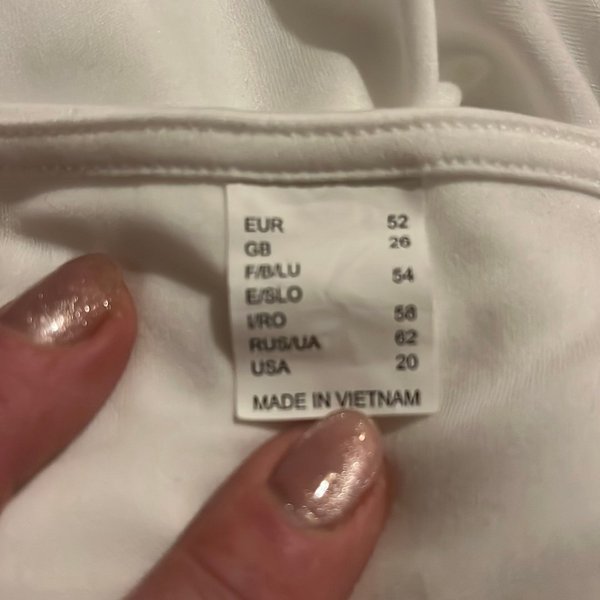 EUR 52
GB 26
F/B/LU 54
E/SLO
I/RO 58
RUS/UA 62
USA 20
MADE IN VIETNAM